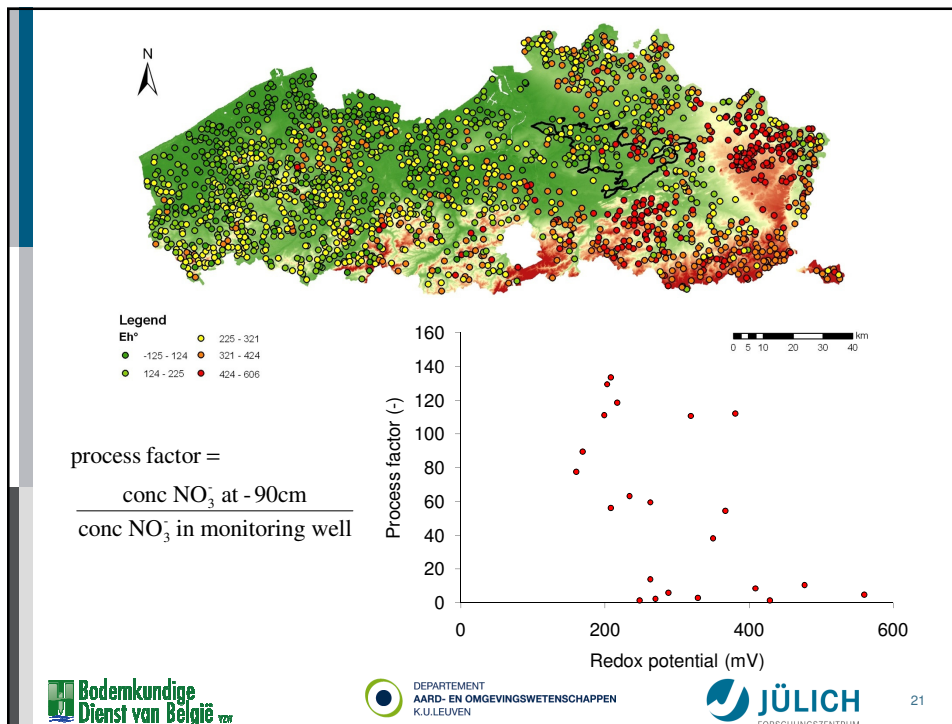 N
Legend
Eh°
-125 - 124
124 - 225
225 - 321
321 - 424
424 - 606
0 5 10 20 30 40 km
process factor =
conc NO₃⁻ at - 90cm
conc NO₃⁻ in monitoring well
Process factor (-)
160
140
120
100
80
60
40
20
0
0 200 400 600
Redox potential (mV)
Bodemkundige
Dienst van België vzw
DEPARTEMENT
AARD- EN OMGEVINGSWETENSCHAPPEN
K.U.LEUVEN
JÜLICH
FORSCHUNGSZENTRUM
21